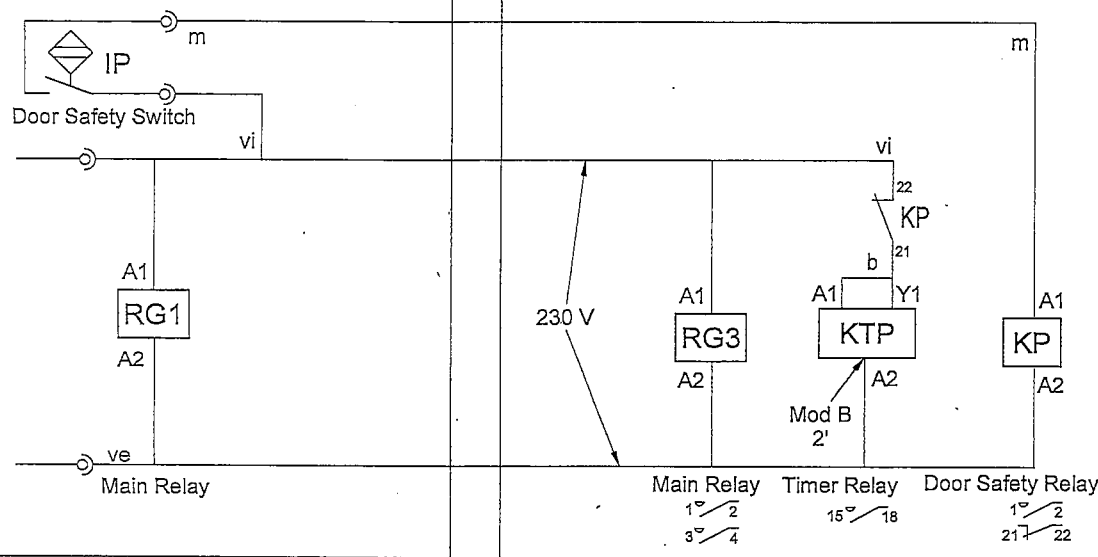 m
m
IP
Door Safety Switch
vi
vi
22
KP
21
b
A1
RG1
A2
230 V
A1
RG3
A2
A1
Y1
KTP
A2
Mod B
2'
A1
KP
A2
ve
Main Relay
Main Relay
1 2
3 4
Timer Relay
15 18
Door Safety Relay
1 2
21 22